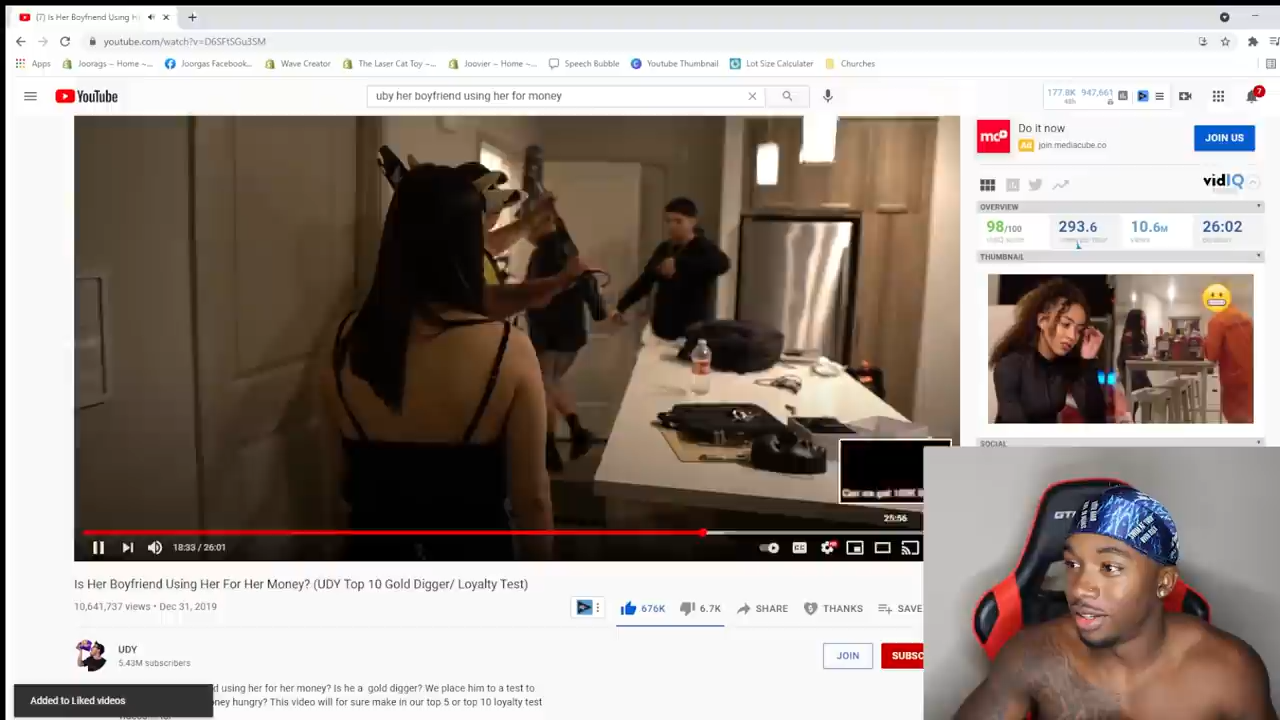 (7) Is Her Boyfriend Using H
youtube.com/watch?v=D6SFtSGu3SM
Apps
Joorags – Home ~...
Joorgas Facebook...
Wave Creator
The Laser Cat Toy ~...
Joovier – Home ~...
Speech Bubble
Youtube Thumbnail
Lot Size Calculater
Churches
YouTube
uby her boyfriend using her for money
177.8K 947,661
48h
7
mc
Do it now
Ad join.mediacube.co
JOIN US
vidIQ
OVERVIEW
98/100
293.6
10.6M
views
26:02
THUMBNAIL
SOCIAL
25:56
18:33 / 26:01
Is Her Boyfriend Using Her For Her Money? (UDY Top 10 Gold Digger/ Loyalty Test)
10,641,737 views • Dec 31, 2019
676K
6.7K
SHARE
THANKS
SAVE
UDY
5.43M subscribers
JOIN
SUBSC
d using her for her money? Is he a gold digger? We place him to a test to
ney hungry? This video will for sure make in our top 5 or top 10 loyalty test
Added to Liked videos
GT